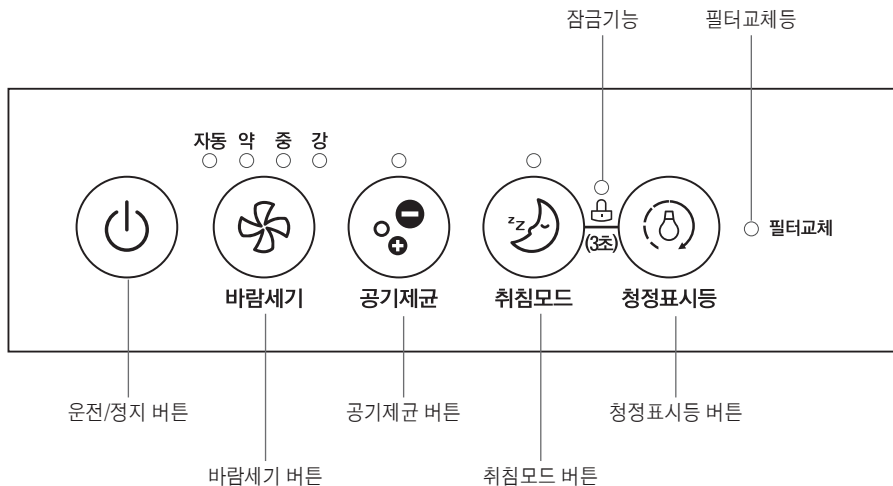 잠금기능 필터교체등
자동 약 중 강
zz
(3초)
필터교체
바람세기 공기제균 취침모드 청정표시등
운전/정지 버튼 공기제균 버튼 청정표시등 버튼
바람세기 버튼 취침모드 버튼